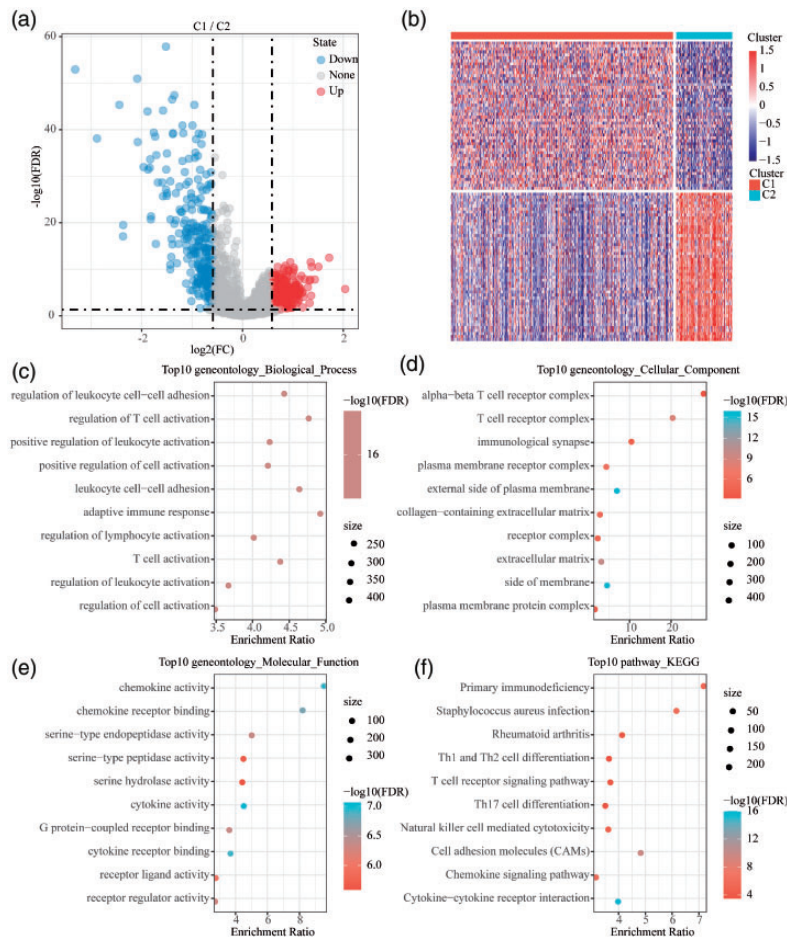 (a)
C1 / C2
State
Down
None
Up
60
40
20
0
-log10(FDR)
-2
0
2
log2(FC)
(b)
Cluster
1.5
1
0.5
0
−0.5
−1
−1.5
Cluster
C1
C2
(c)
Top10 geneontology_Biological_Process
regulation of leukocyte cell−cell adhesion
regulation of T cell activation
positive regulation of leukocyte activation
positive regulation of cell activation
leukocyte cell−cell adhesion
adaptive immune response
regulation of lymphocyte activation
T cell activation
regulation of leukocyte activation
regulation of cell activation
3.5 4.0 4.5 5.0
Enrichment Ratio
−log10(FDR)
16
size
250
300
350
400
(d)
Top10 geneontology_Cellular_Component
alpha−beta T cell receptor complex
T cell receptor complex
immunological synapse
plasma membrane receptor complex
external side of plasma membrane
collagen−containing extracellular matrix
receptor complex
extracellular matrix
side of membrane
plasma membrane protein complex
10 20
Enrichment Ratio
−log10(FDR)
15
12
9
6
size
100
200
300
400
(e)
Top10 geneontology_Molecular_Function
chemokine activity
chemokine receptor binding
serine−type endopeptidase activity
serine−type peptidase activity
serine hydrolase activity
cytokine activity
G protein−coupled receptor binding
cytokine receptor binding
receptor ligand activity
receptor regulator activity
4 6 8
Enrichment Ratio
size
100
200
300
−log10(FDR)
7.0
6.5
6.0
(f)
Top10 pathway_KEGG
Primary immunodeficiency
Staphylococcus aureus infection
Rheumatoid arthritis
Th1 and Th2 cell differentiation
T cell receptor signaling pathway
Th17 cell differentiation
Natural killer cell mediated cytotoxicity
Cell adhesion molecules (CAMs)
Chemokine signaling pathway
Cytokine−cytokine receptor interaction
4 5 6 7
Enrichment Ratio
size
50
100
150
200
−log10(FDR)
16
12
8
4